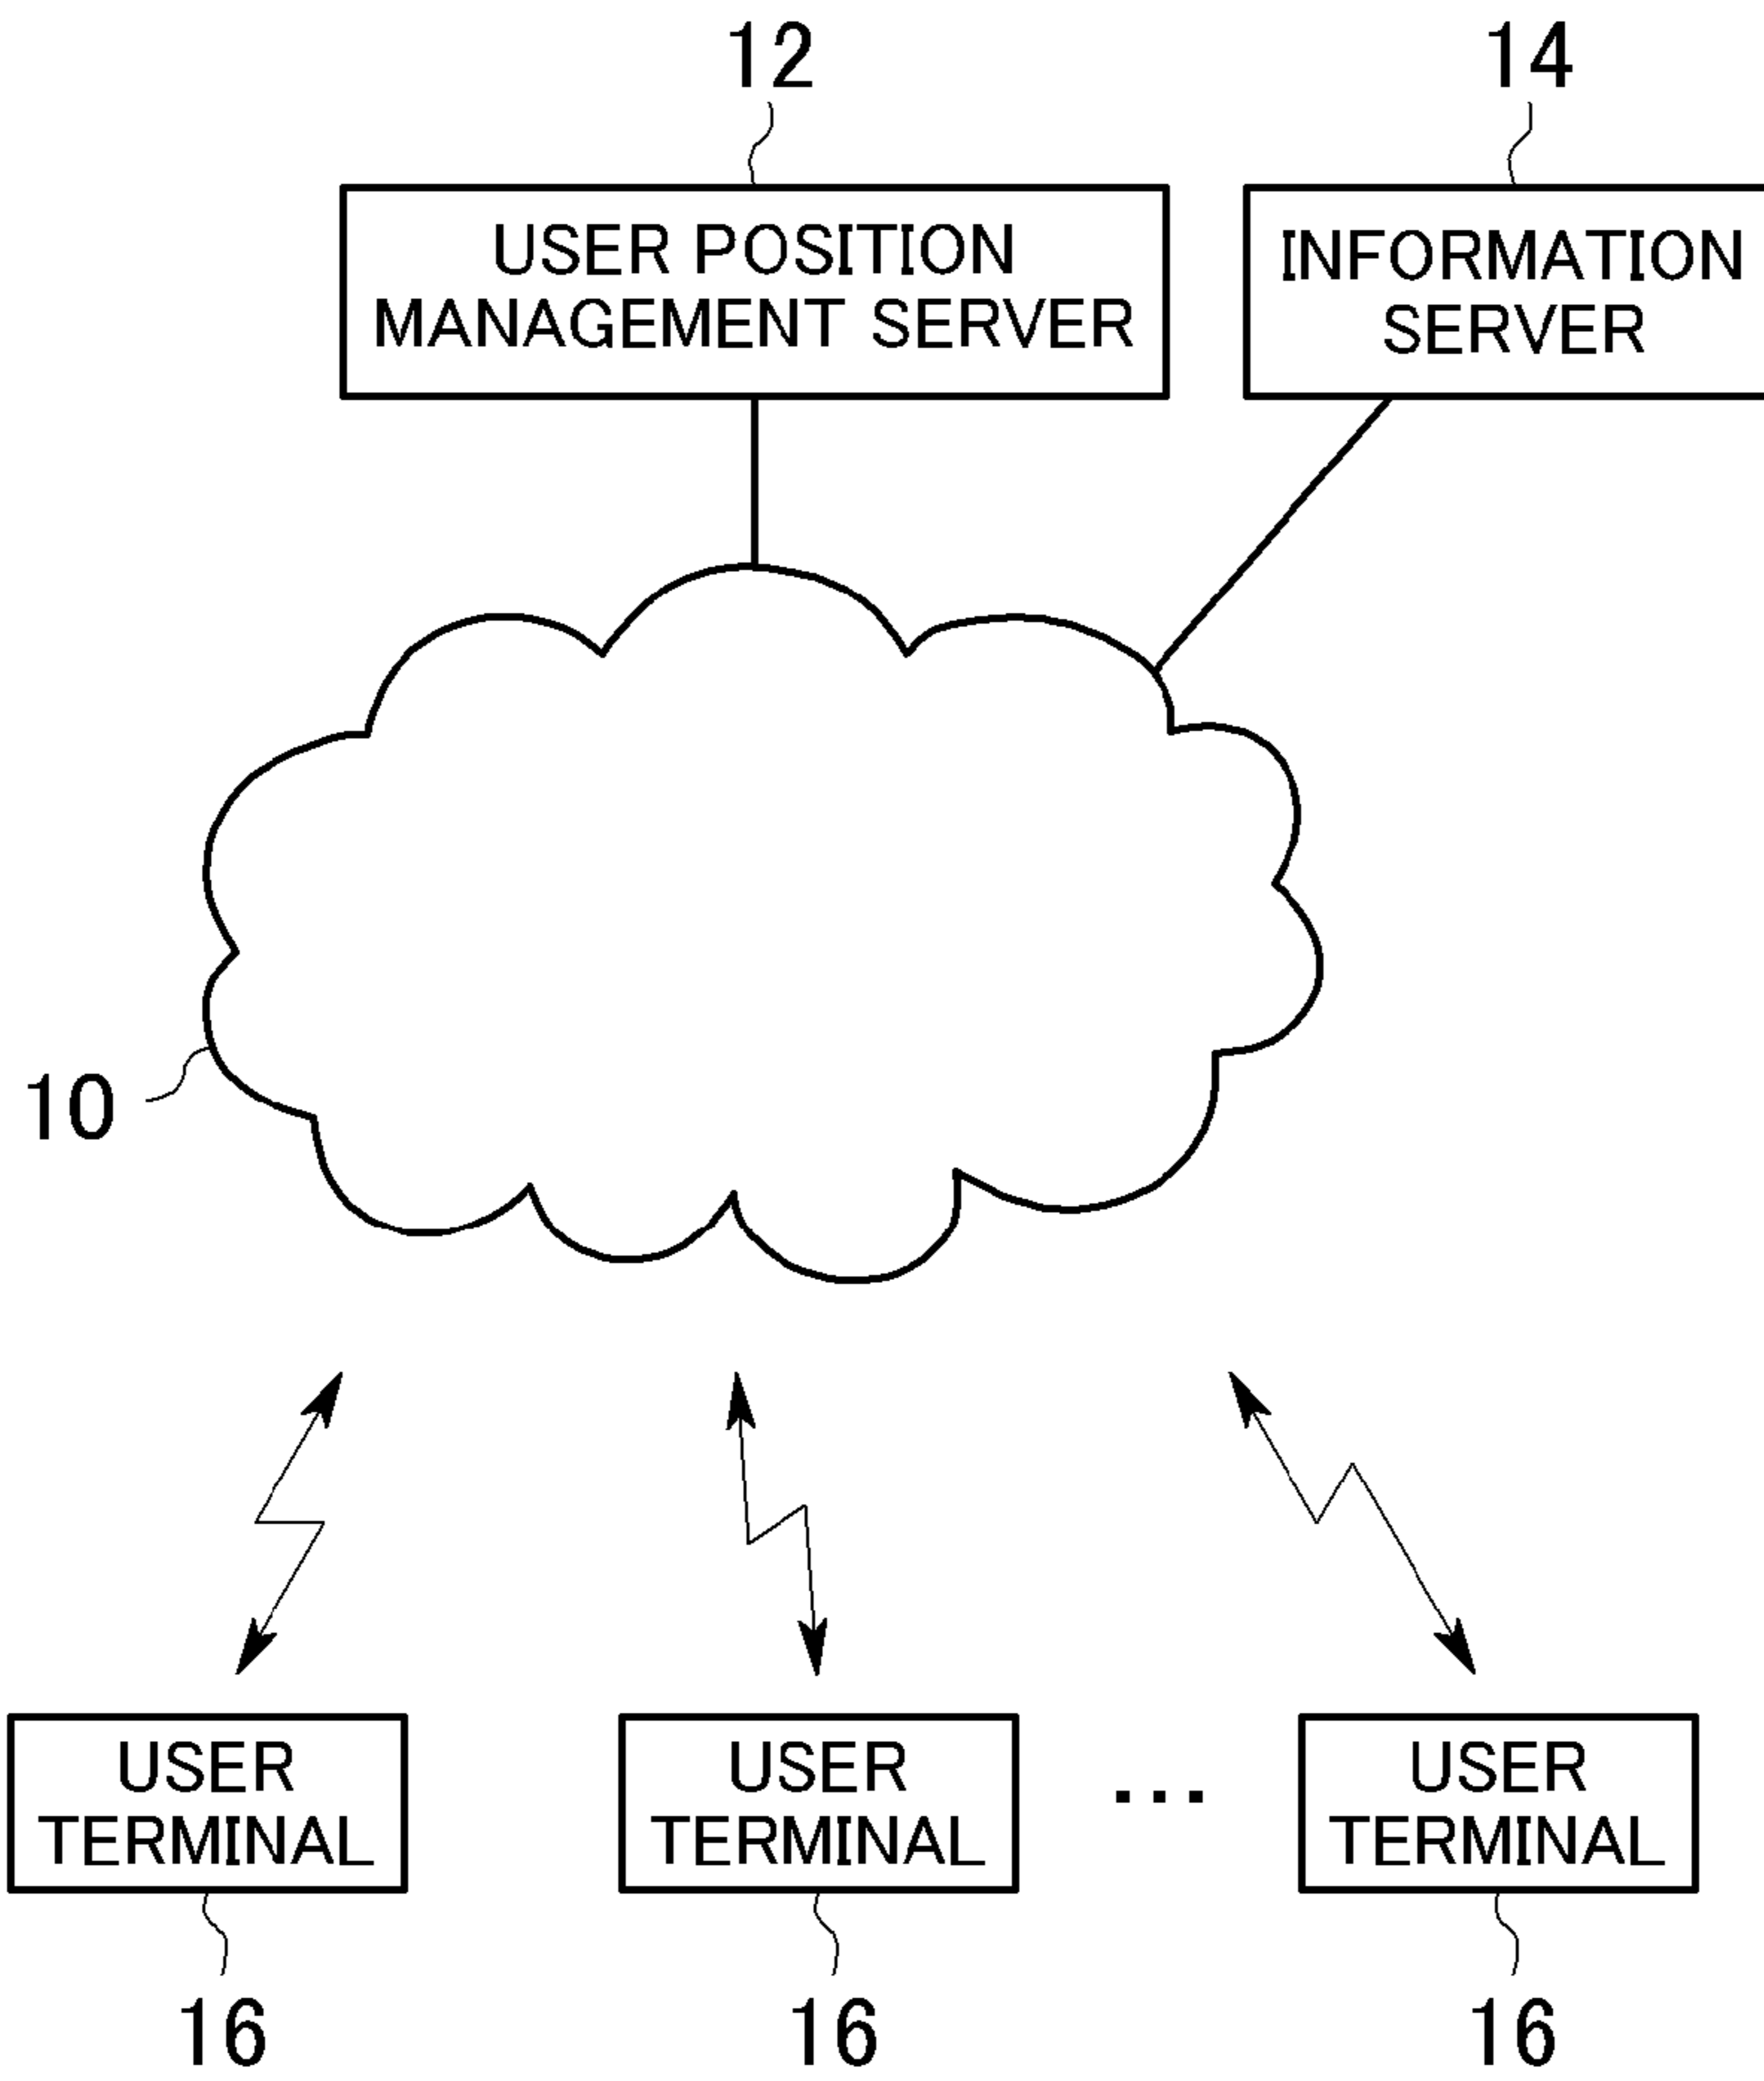 12
14
USER POSITION
MANAGEMENT SERVER
INFORMATION
SERVER
10
USER
TERMINAL
USER
TERMINAL
...
USER
TERMINAL
16
16
16